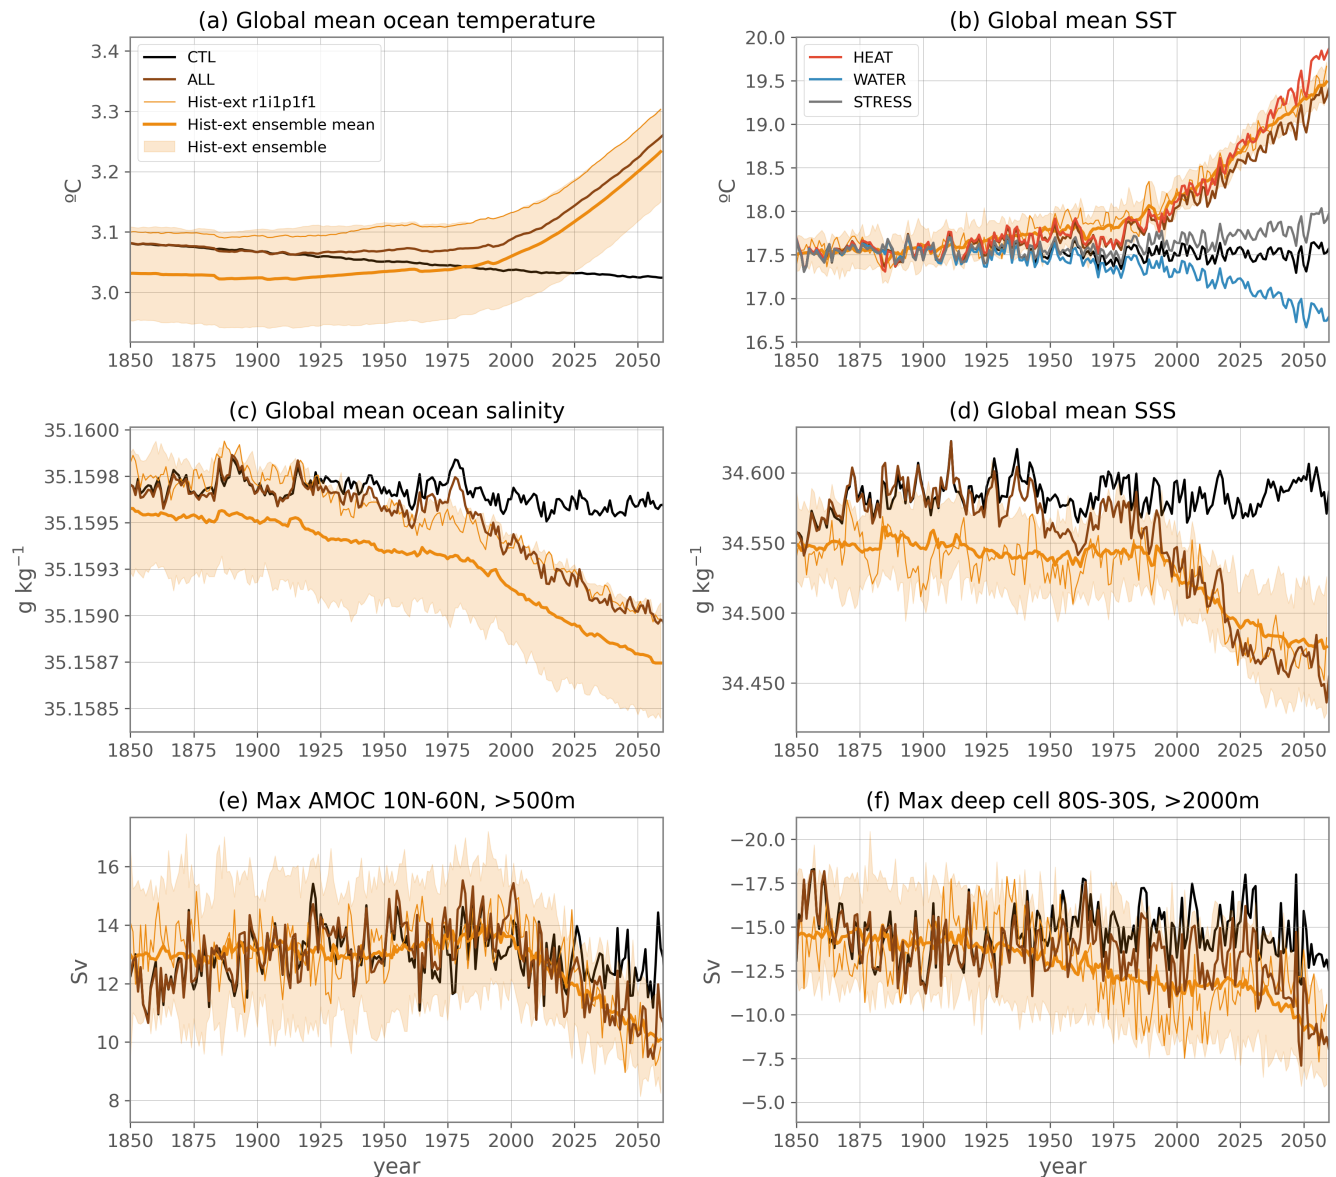 (a) Global mean ocean temperature
3.4
3.3
3.2
3.1
3.0
ºC
CTL
ALL
Hist-ext r1i1p1f1
Hist-ext ensemble mean
Hist-ext ensemble
1850 1875 1900 1925 1950 1975 2000 2025 2050
(b) Global mean SST
20.0
19.5
19.0
18.5
18.0
17.5
17.0
16.5
ºC
HEAT
WATER
STRESS
1850 1875 1900 1925 1950 1975 2000 2025 2050
(c) Global mean ocean salinity
35.1600
35.1598
35.1595
35.1593
35.1590
35.1587
35.1585
g kg⁻¹
1850 1875 1900 1925 1950 1975 2000 2025 2050
(d) Global mean SSS
34.600
34.550
34.500
34.450
g kg⁻¹
1850 1875 1900 1925 1950 1975 2000 2025 2050
(e) Max AMOC 10N-60N, >500m
16
14
12
10
8
Sv
1850 1875 1900 1925 1950 1975 2000 2025 2050
year
(f) Max deep cell 80S-30S, >2000m
−20.0
−17.5
−15.0
−12.5
−10.0
−7.5
−5.0
Sv
1850 1875 1900 1925 1950 1975 2000 2025 2050
year